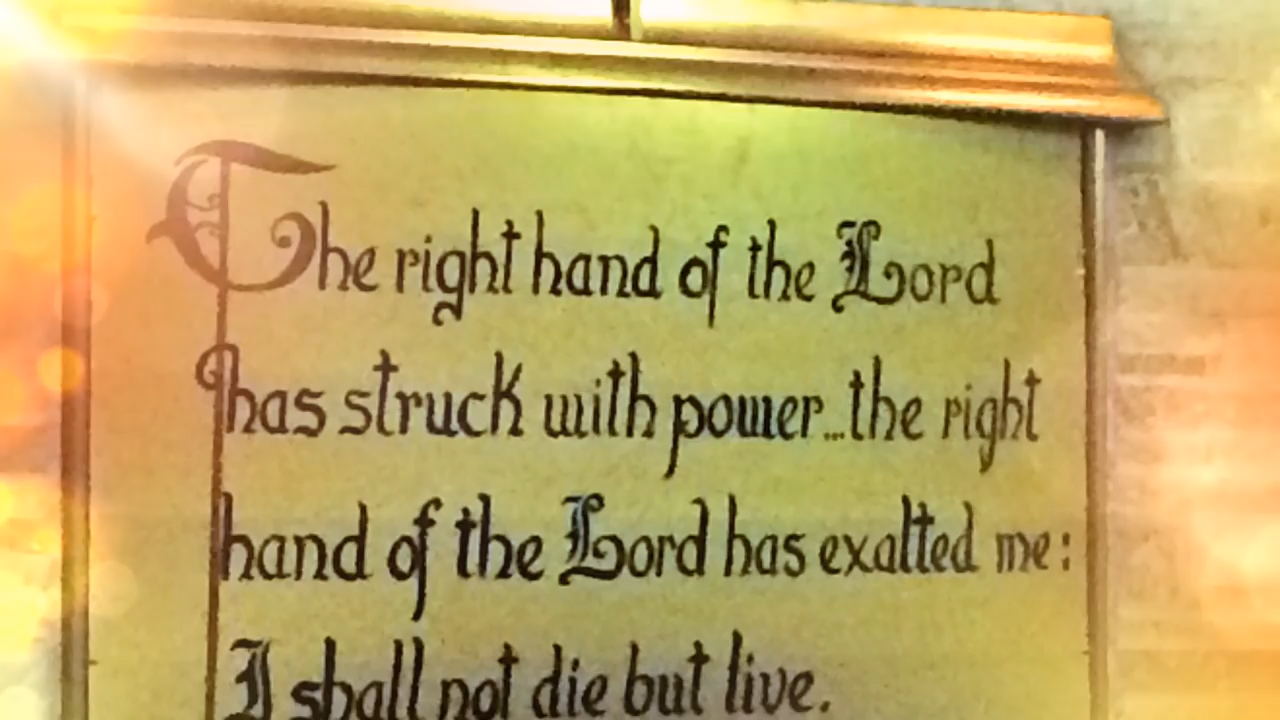 The right hand of the Lord
has struck with power...the right
hand of the Lord has exalted me:
I shall not die but live.